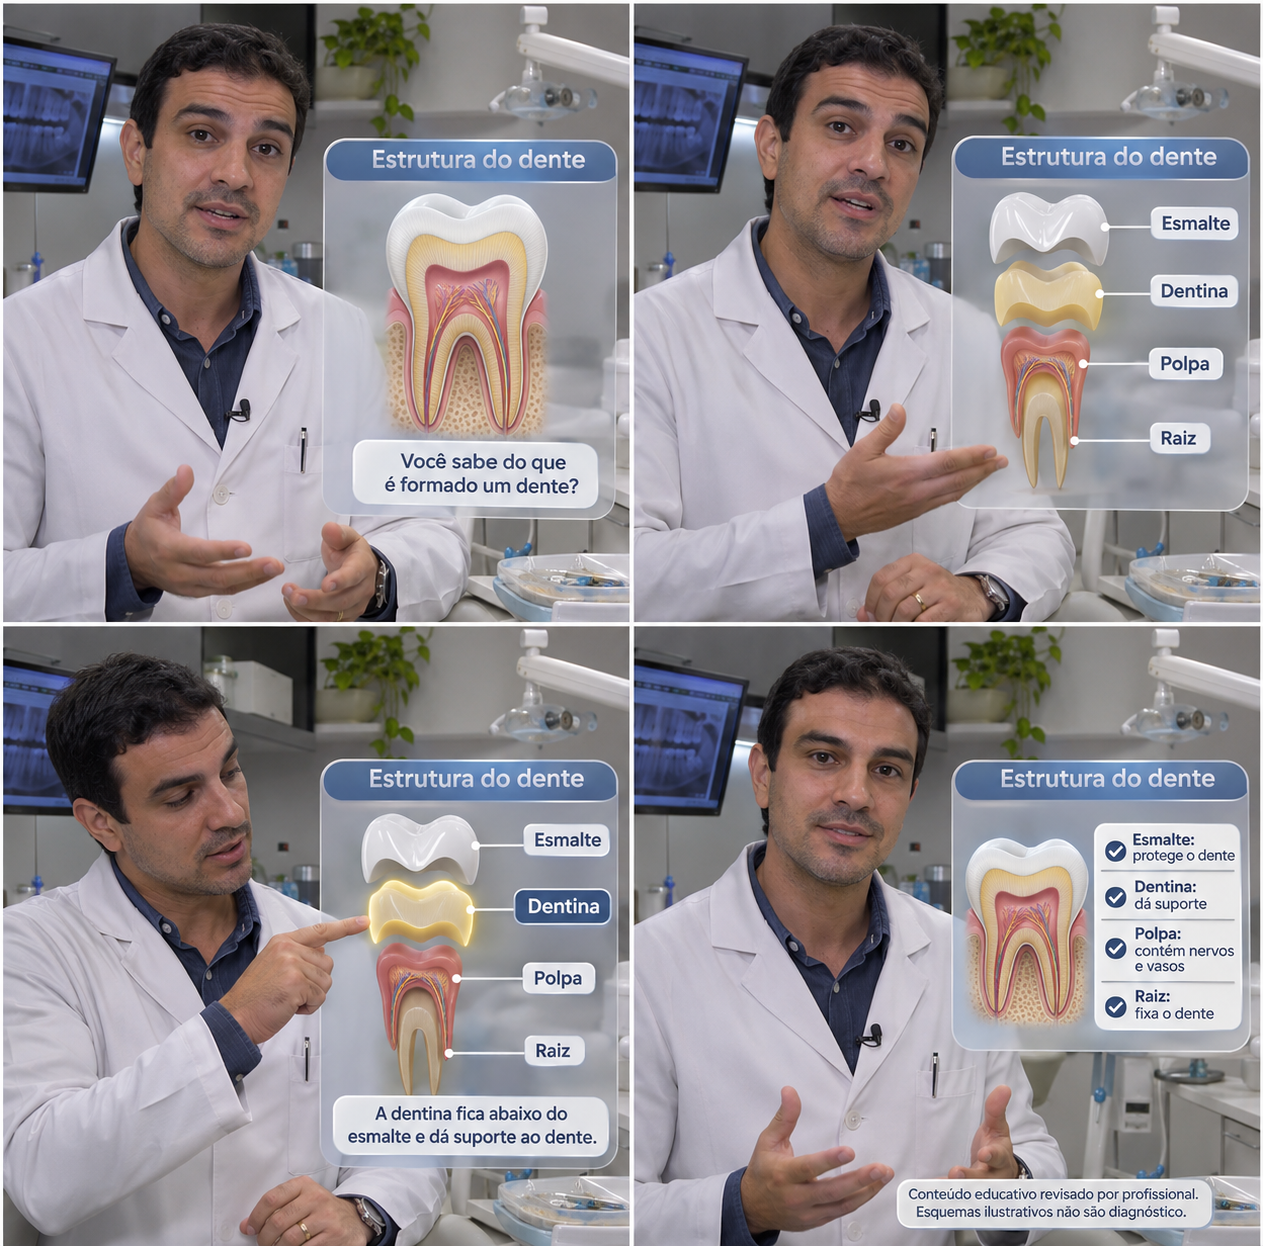 Estrutura do dente
Você sabe do que
é formado um dente?
Estrutura do dente
Esmalte
Dentina
Polpa
Raiz
Estrutura do dente
Esmalte
Dentina
Polpa
Raiz
A dentina fica abaixo do
esmalte e dá suporte ao dente.
Estrutura do dente
Esmalte:
protege o dente
Dentina:
dá suporte
Polpa:
contém nervos
e vasos
Raiz:
fixa o dente
Conteúdo educativo revisado por profissional.
Esquemas ilustrativos não são diagnóstico.